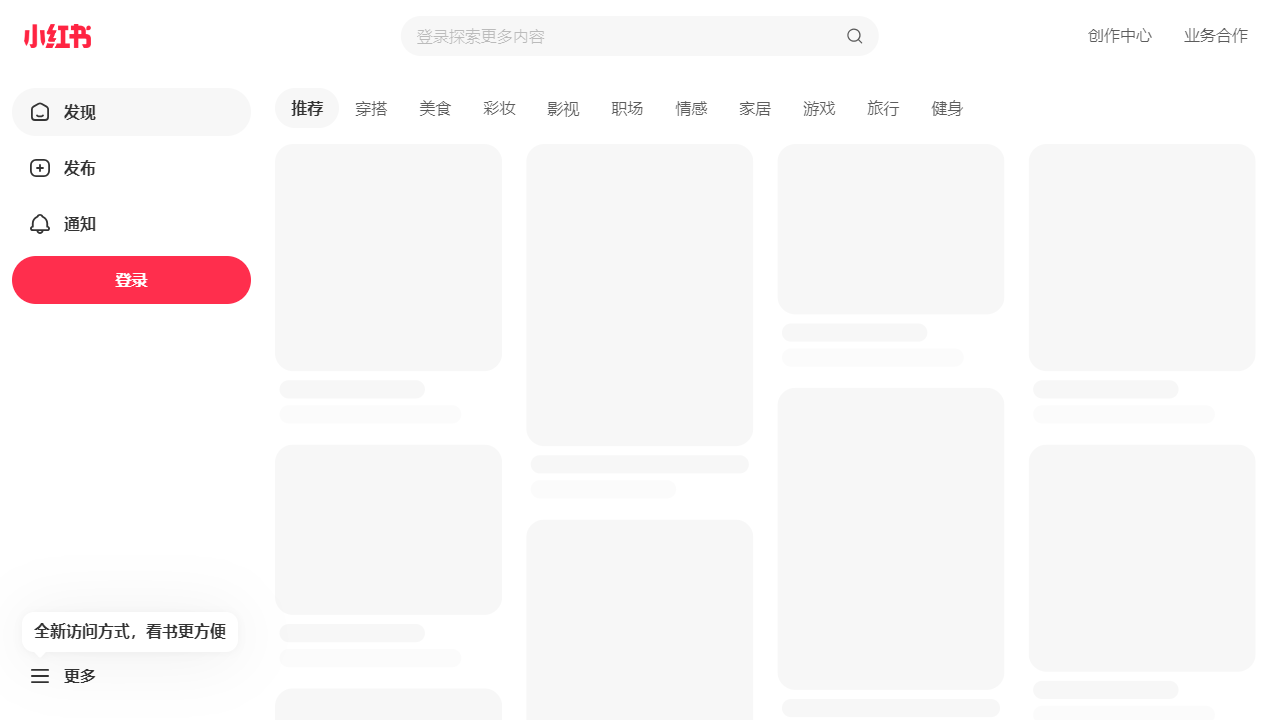 小红书
登录探索更多内容
创作中心
业务合作
发现
发布
通知
登录
推荐
穿搭
美食
彩妆
影视
职场
情感
家居
游戏
旅行
健身
全新访问方式，看书更方便
更多